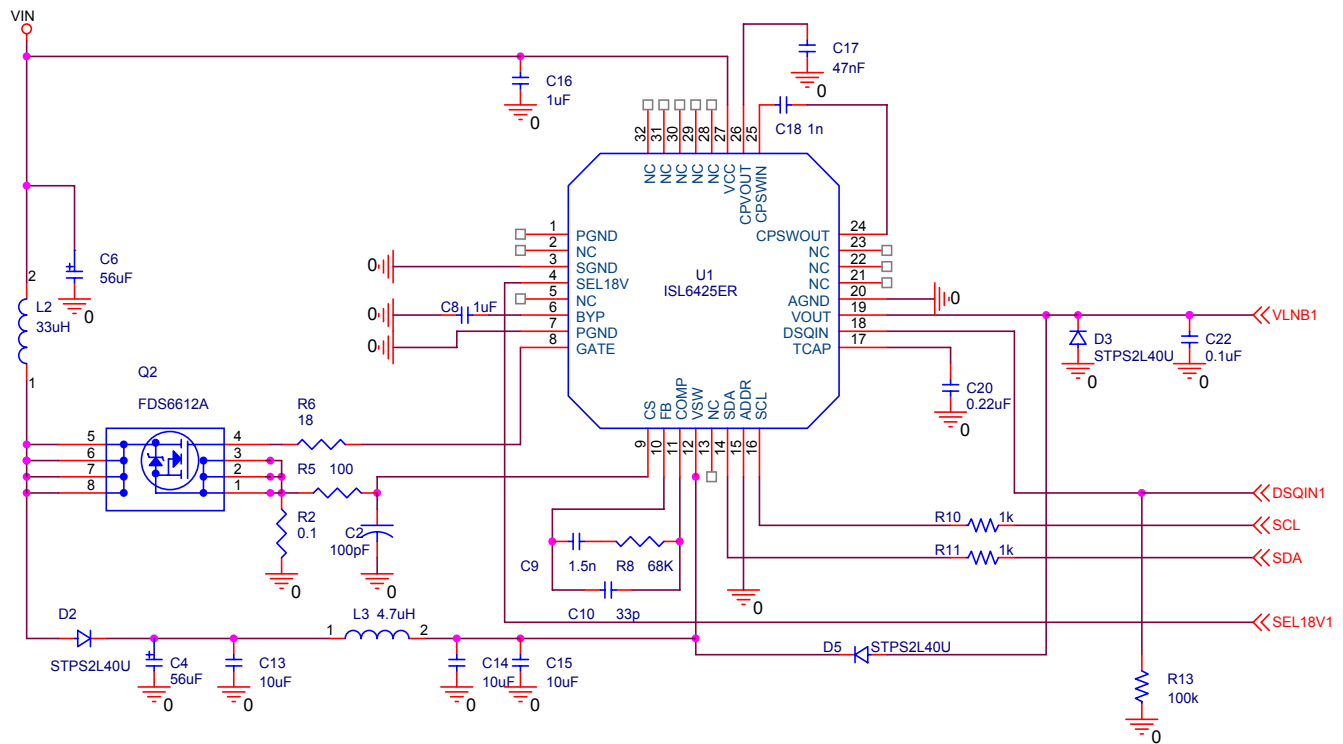 VIN
C16
1uF
0
C17
47nF
0
C18 1n
32
31
30
29
28
27
26
25
NC
NC
NC
NC
NC
VCC
CPVOUT
CPSWIN
C6
56uF
0
2
L2
33uH
1
1
2
3
4
5
6
7
8
PGND
NC
SGND
SEL18V
NC
BYP
PGND
GATE
0
C8
1uF
0
0
U1
ISL6425ER
CPSWOUT
NC
NC
NC
AGND
VOUT
DSQIN
TCAP
24
23
22
21
20
19
18
17
0
VLNB1
D3
STPS2L40U
0
C22
0.1uF
0
C20
0.22uF
0
Q2
FDS6612A
5
6
7
8
4
3
2
1
R6
18
R5 100
R2
0.1
0
C2
100pF
0
CS
FB
COMP
VSW
NC
SDA
ADDR
SCL
9
10
11
12
13
14
15
16
C9
1.5n
R8 68K
C10 33p
0
DSQIN1
R10 1k
SCL
R11 1k
SDA
SEL18V1
D2
STPS2L40U
C4
56uF
0
C13
10uF
0
1
L3 4.7uH
2
C14
10uF
0
C15
10uF
0
D5 STPS2L40U
R13
100k
0